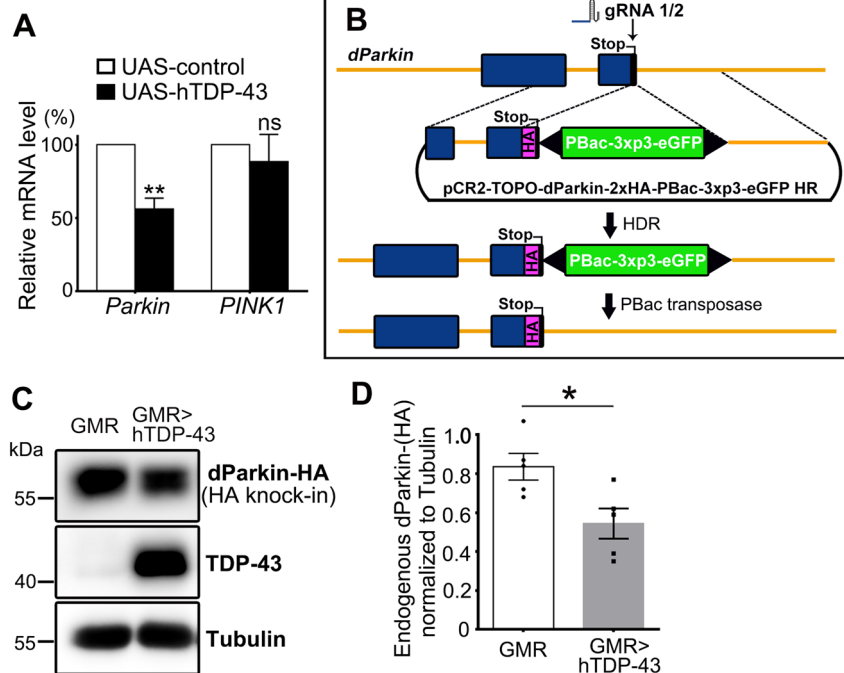 A
UAS-control
UAS-hTDP-43
(%)
Relative mRNA level
100
50
0
**
ns
Parkin
PINK1
B
gRNA 1/2
Stop
dParkin
Stop
HA
PBac-3xp3-eGFP
pCR2-TOPO-dParkin-2xHA-PBac-3xp3-eGFP HR
HDR
Stop
HA
PBac-3xp3-eGFP
PBac transposase
Stop
HA
C
GMR
GMR>
hTDP-43
kDa
55
dParkin-HA
(HA knock-in)
40
TDP-43
55
Tubulin
D
*
Endogenous dParkin-(HA)
normalized to Tubulin
1.0
0.8
0.6
0.4
0.2
0
GMR
GMR>
hTDP-43